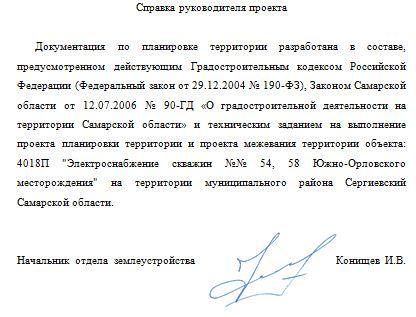 Справка руководителя проекта
Документация по планировке территории разработана в составе,
предусмотренном действующим Градостроительным кодексом Российской
Федерации (Федеральный закон от 29.12.2004 № 190-ФЗ), Законом Самарской
области от 12.07.2006 № 90-ГД «О градостроительной деятельности на
территории Самарской области» и техническим заданием на выполнение
проекта планировки территории и проекта межевания территории объекта:
4018П "Электроснабжение скважин №№ 54, 58 Южно-Орловского
месторождения" на территории муниципального района Сергиевский
Самарской области.
Начальник отдела землеустройства Конищев И.В.